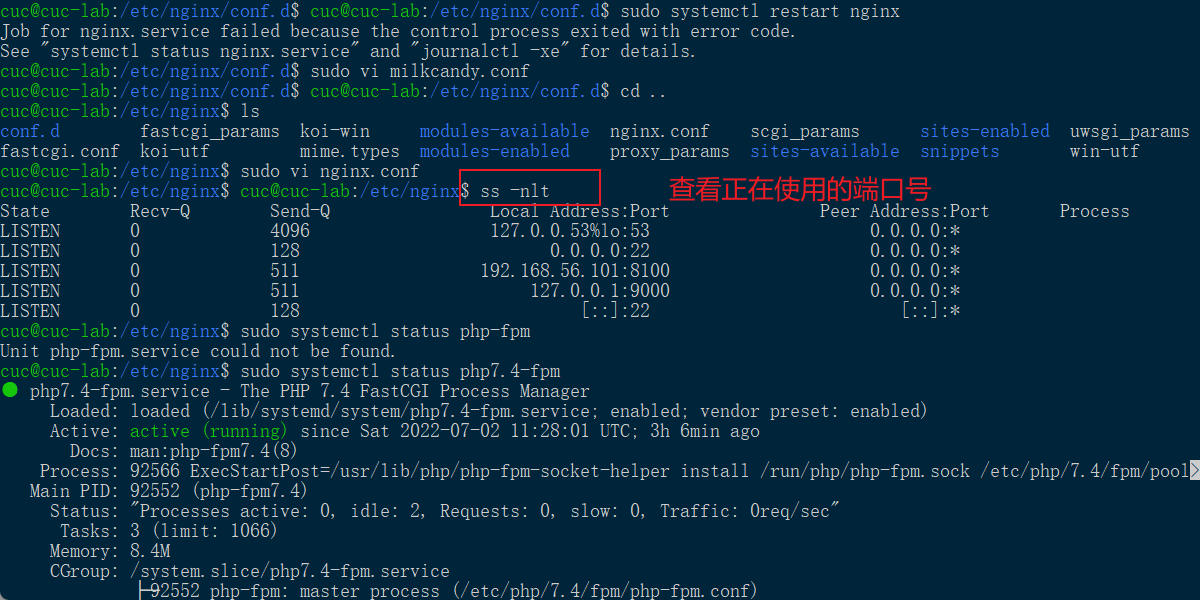 cuc@cuc-lab:/etc/nginx/conf.d$ cuc@cuc-lab:/etc/nginx/conf.d$ sudo systemctl restart nginx
Job for nginx.service failed because the control process exited with error code.
See "systemctl status nginx.service" and "journalctl -xe" for details.
cuc@cuc-lab:/etc/nginx/conf.d$ sudo vi milkcandy.conf
cuc@cuc-lab:/etc/nginx/conf.d$ cuc@cuc-lab:/etc/nginx/conf.d$ cd ..
cuc@cuc-lab:/etc/nginx$ ls
conf.d fastcgi_params koi-win modules-available nginx.conf scgi_params sites-enabled uwsgi_params
fastcgi.conf koi-utf mime.types modules-enabled proxy_params sites-available snippets win-utf
cuc@cuc-lab:/etc/nginx$ sudo vi nginx.conf
cuc@cuc-lab:/etc/nginx$ cuc@cuc-lab:/etc/nginx$ ss -nlt 查看正在使用的端口号
State Recv-Q Send-Q Local Address:Port Peer Address:Port Process
LISTEN 0 4096 127.0.0.53%lo:53 0.0.0.0:*
LISTEN 0 128 0.0.0.0:22 0.0.0.0:*
LISTEN 0 511 192.168.56.101:8100 0.0.0.0:*
LISTEN 0 511 127.0.0.1:9000 0.0.0.0:*
LISTEN 0 128 [::]:22 [::]:*
cuc@cuc-lab:/etc/nginx$ sudo systemctl status php-fpm
Unit php-fpm.service could not be found.
cuc@cuc-lab:/etc/nginx$ sudo systemctl status php7.4-fpm
● php7.4-fpm.service - The PHP 7.4 FastCGI Process Manager
Loaded: loaded (/lib/systemd/system/php7.4-fpm.service; enabled; vendor preset: enabled)
Active: active (running) since Sat 2022-07-02 11:28:01 UTC; 3h 6min ago
Docs: man:php-fpm7.4(8)
Process: 92566 ExecStartPost=/usr/lib/php/php-fpm-socket-helper install /run/php/php-fpm.sock /etc/php/7.4/fpm/pool>
Main PID: 92552 (php-fpm7.4)
Status: "Processes active: 0, idle: 2, Requests: 0, slow: 0, Traffic: 0req/sec"
Tasks: 3 (limit: 1066)
Memory: 8.4M
CGroup: /system.slice/php7.4-fpm.service
├─92552 php-fpm: master process (/etc/php/7.4/fpm/php-fpm.conf)